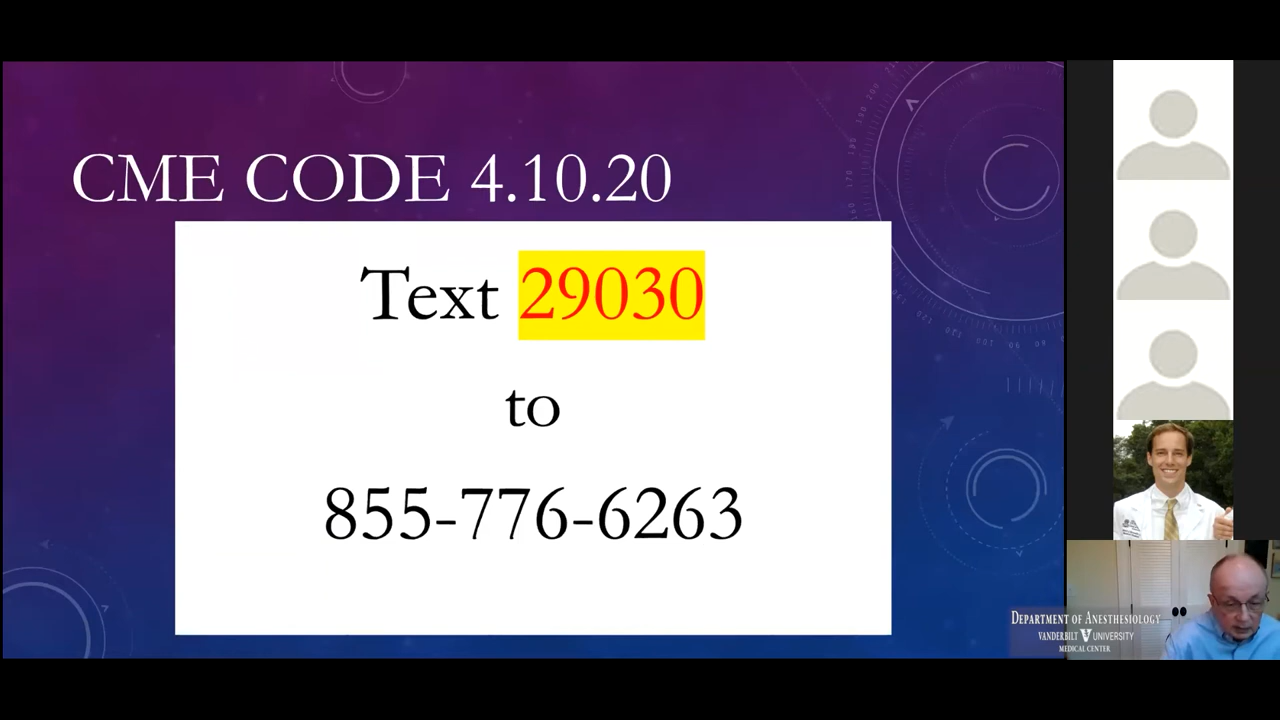 CME CODE 4.10.20
Text 29030
to
855-776-6263
DEPARTMENT OF ANESTHESIOLOGY
VANDERBILT UNIVERSITY
MEDICAL CENTER